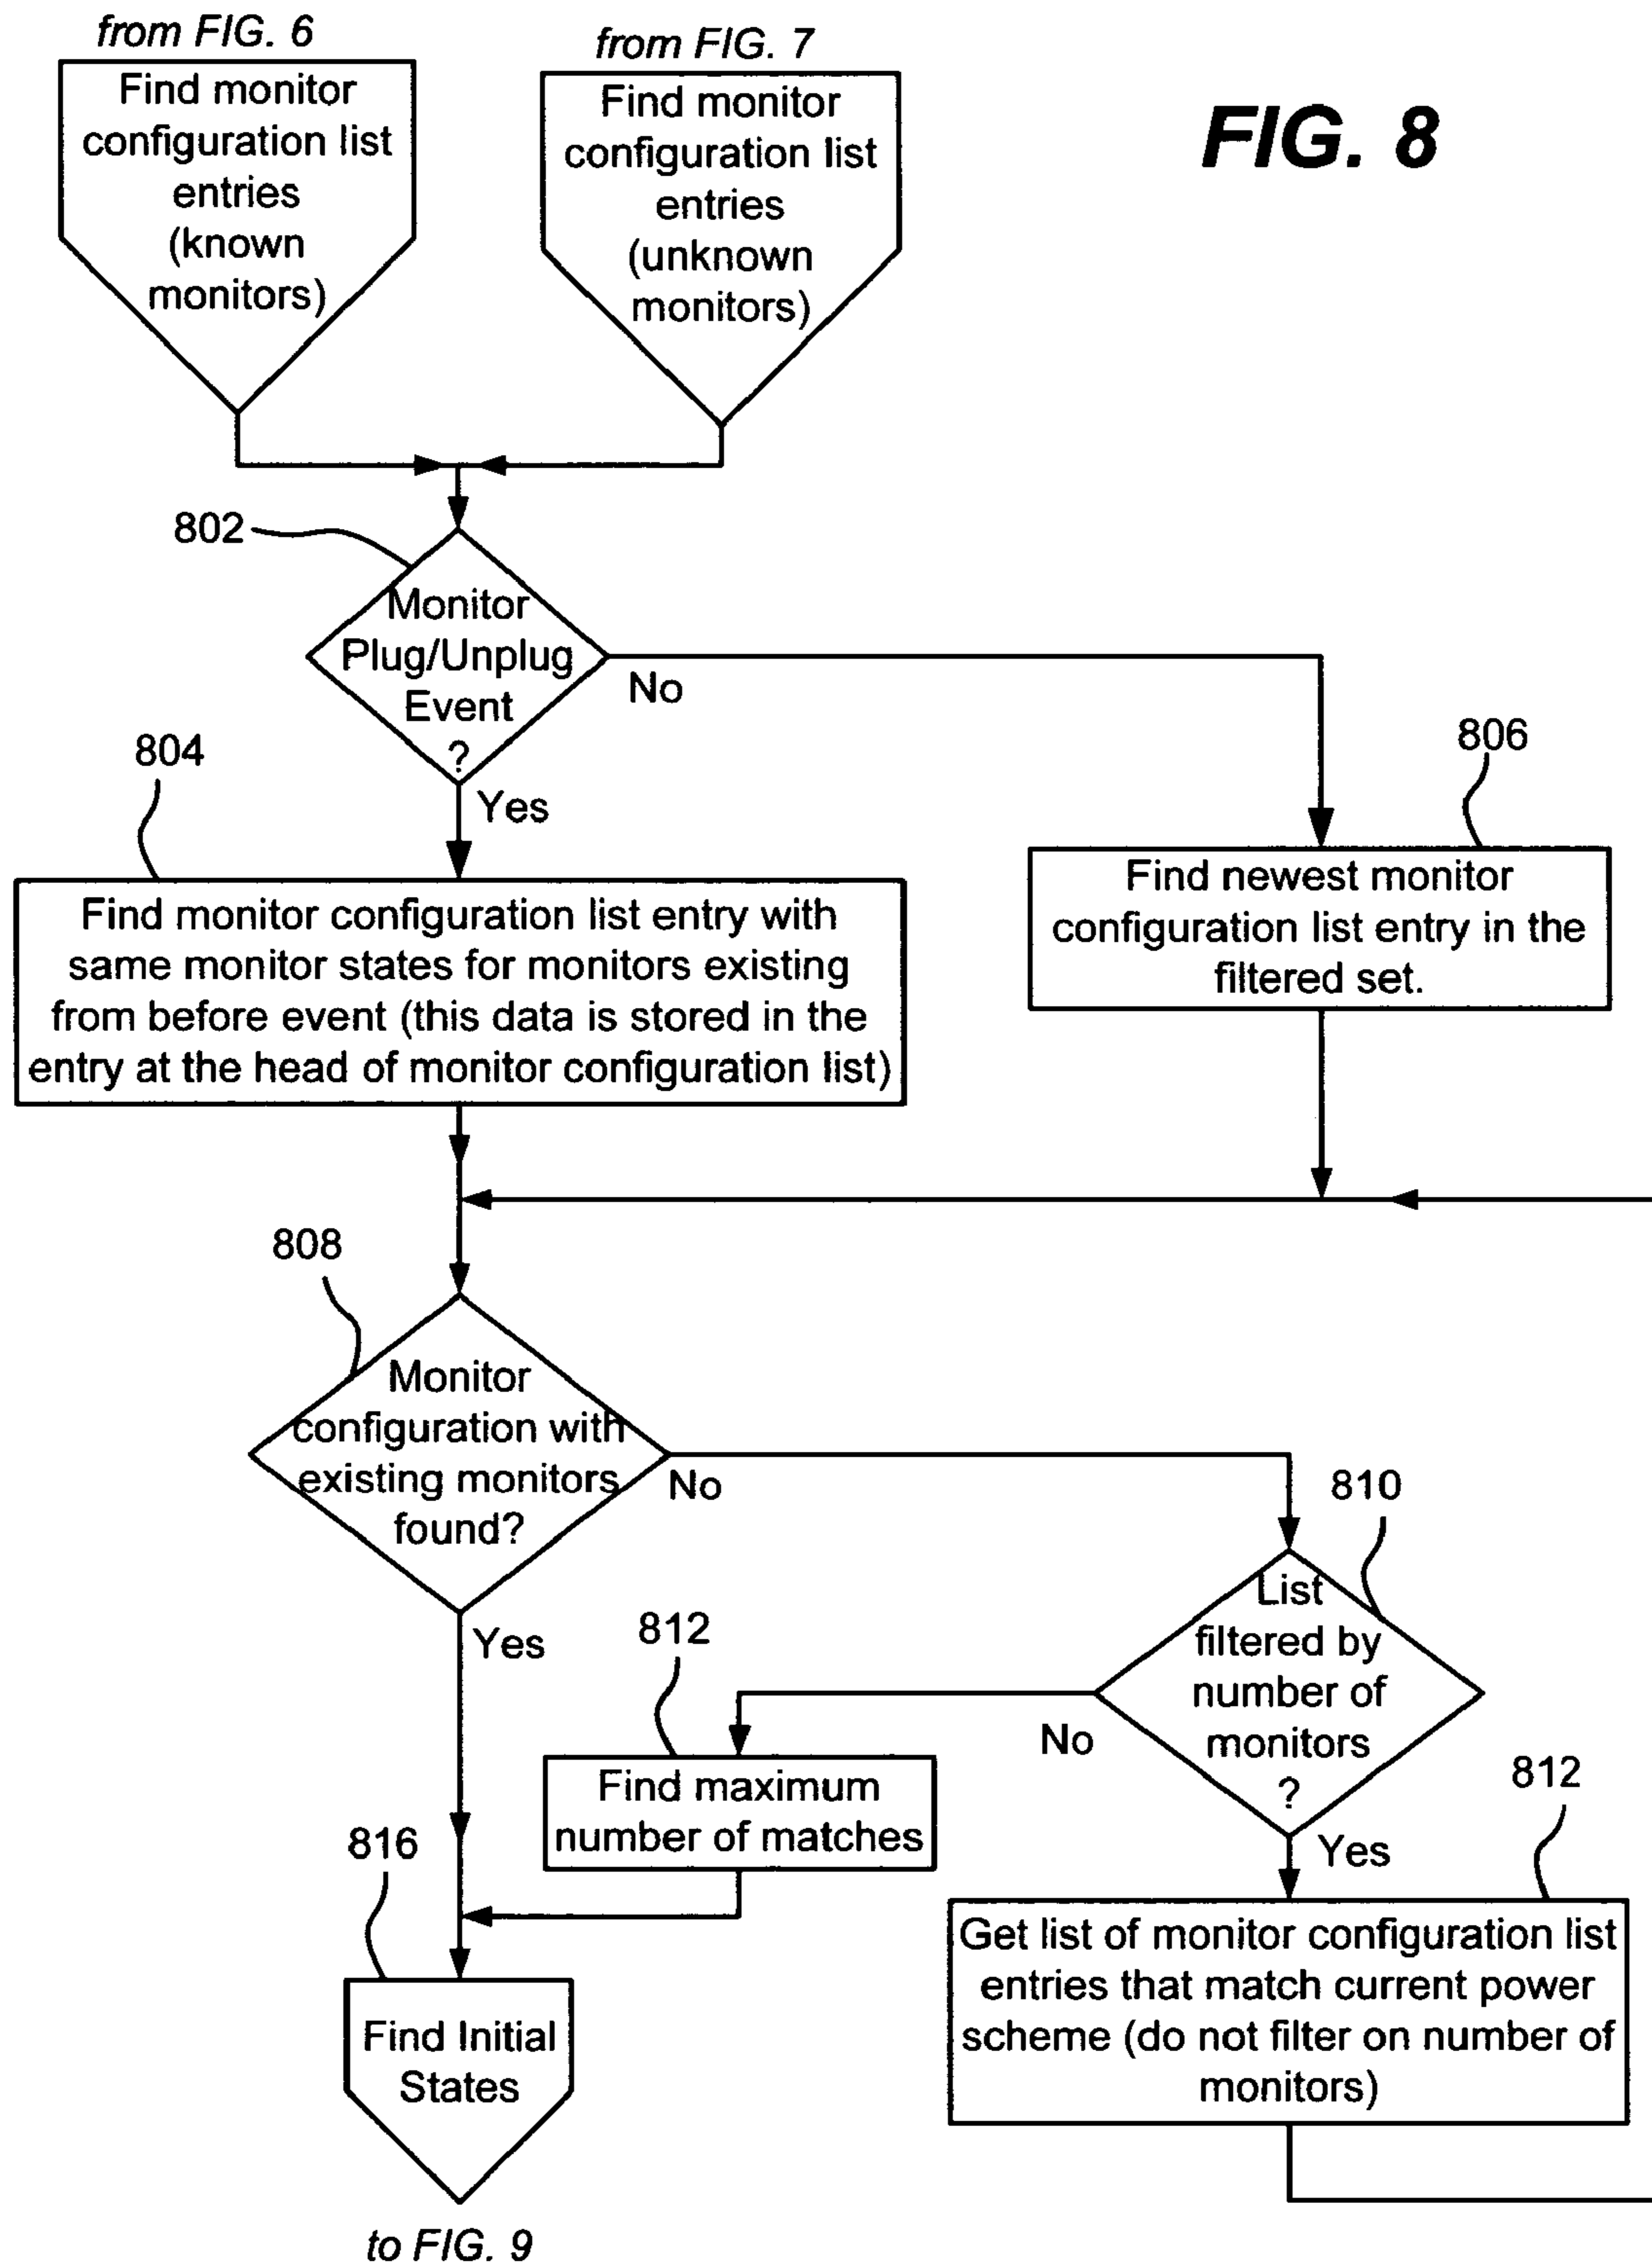 from FIG. 6
Find monitor
configuration list
entries
(known
monitors)
from FIG. 7
Find monitor
configuration list
entries
(unknown
monitors)
FIG. 8
802
Monitor
Plug/Unplug
Event
?
No
Yes
804
Find monitor configuration list entry with
same monitor states for monitors existing
from before event (this data is stored in the
entry at the head of monitor configuration list)
806
Find newest monitor
configuration list entry in the
filtered set.
808
Monitor
configuration with
existing monitors
found?
No
Yes
810
List
filtered by
number of
monitors
?
No
Yes
812
Find maximum
number of matches
812
Get list of monitor configuration list
entries that match current power
scheme (do not filter on number of
monitors)
816
Find Initial
States
to FIG. 9